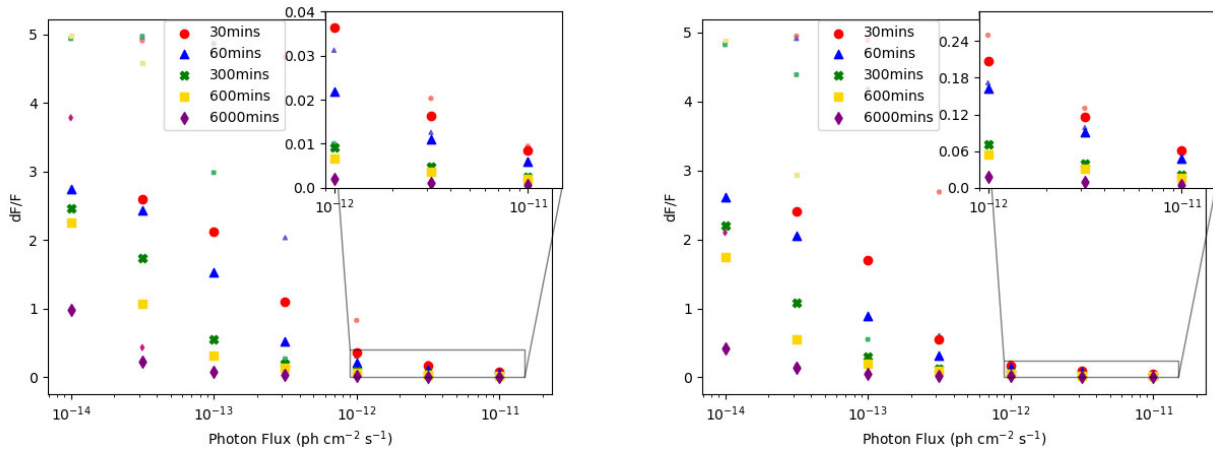 5
4
3
2
1
0
dF/F
10⁻¹⁴
10⁻¹³
10⁻¹²
10⁻¹¹
Photon Flux (ph cm⁻² s⁻¹)
30mins
60mins
300mins
600mins
6000mins
0.04
0.03
0.02
0.01
0.0
10⁻¹²
10⁻¹¹
5
4
3
2
1
0
dF/F
10⁻¹⁴
10⁻¹³
10⁻¹²
10⁻¹¹
Photon Flux (ph cm⁻² s⁻¹)
30mins
60mins
300mins
600mins
6000mins
0.24
0.18
0.12
0.06
0.0
10⁻¹²
10⁻¹¹